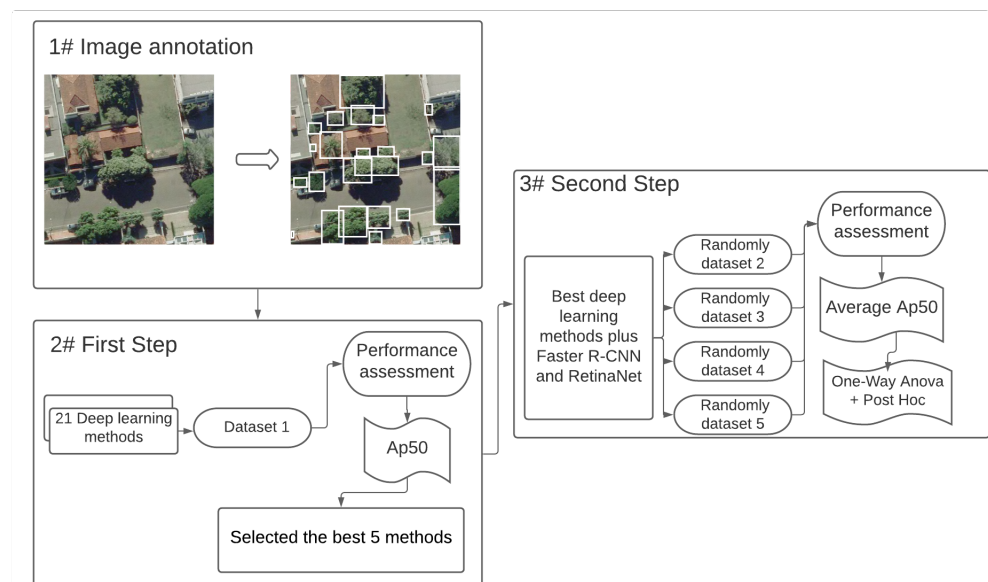 1# Image annotation
2# First Step
21 Deep learning
methods
Dataset 1
Performance
assessment
Ap50
Selected the best 5 methods
3# Second Step
Best deep
learning
methods plus
Faster R-CNN
and RetinaNet
Randomly
dataset 2
Randomly
dataset 3
Randomly
dataset 4
Randomly
dataset 5
Performance
assessment
Average Ap50
One-Way Anova
+ Post Hoc